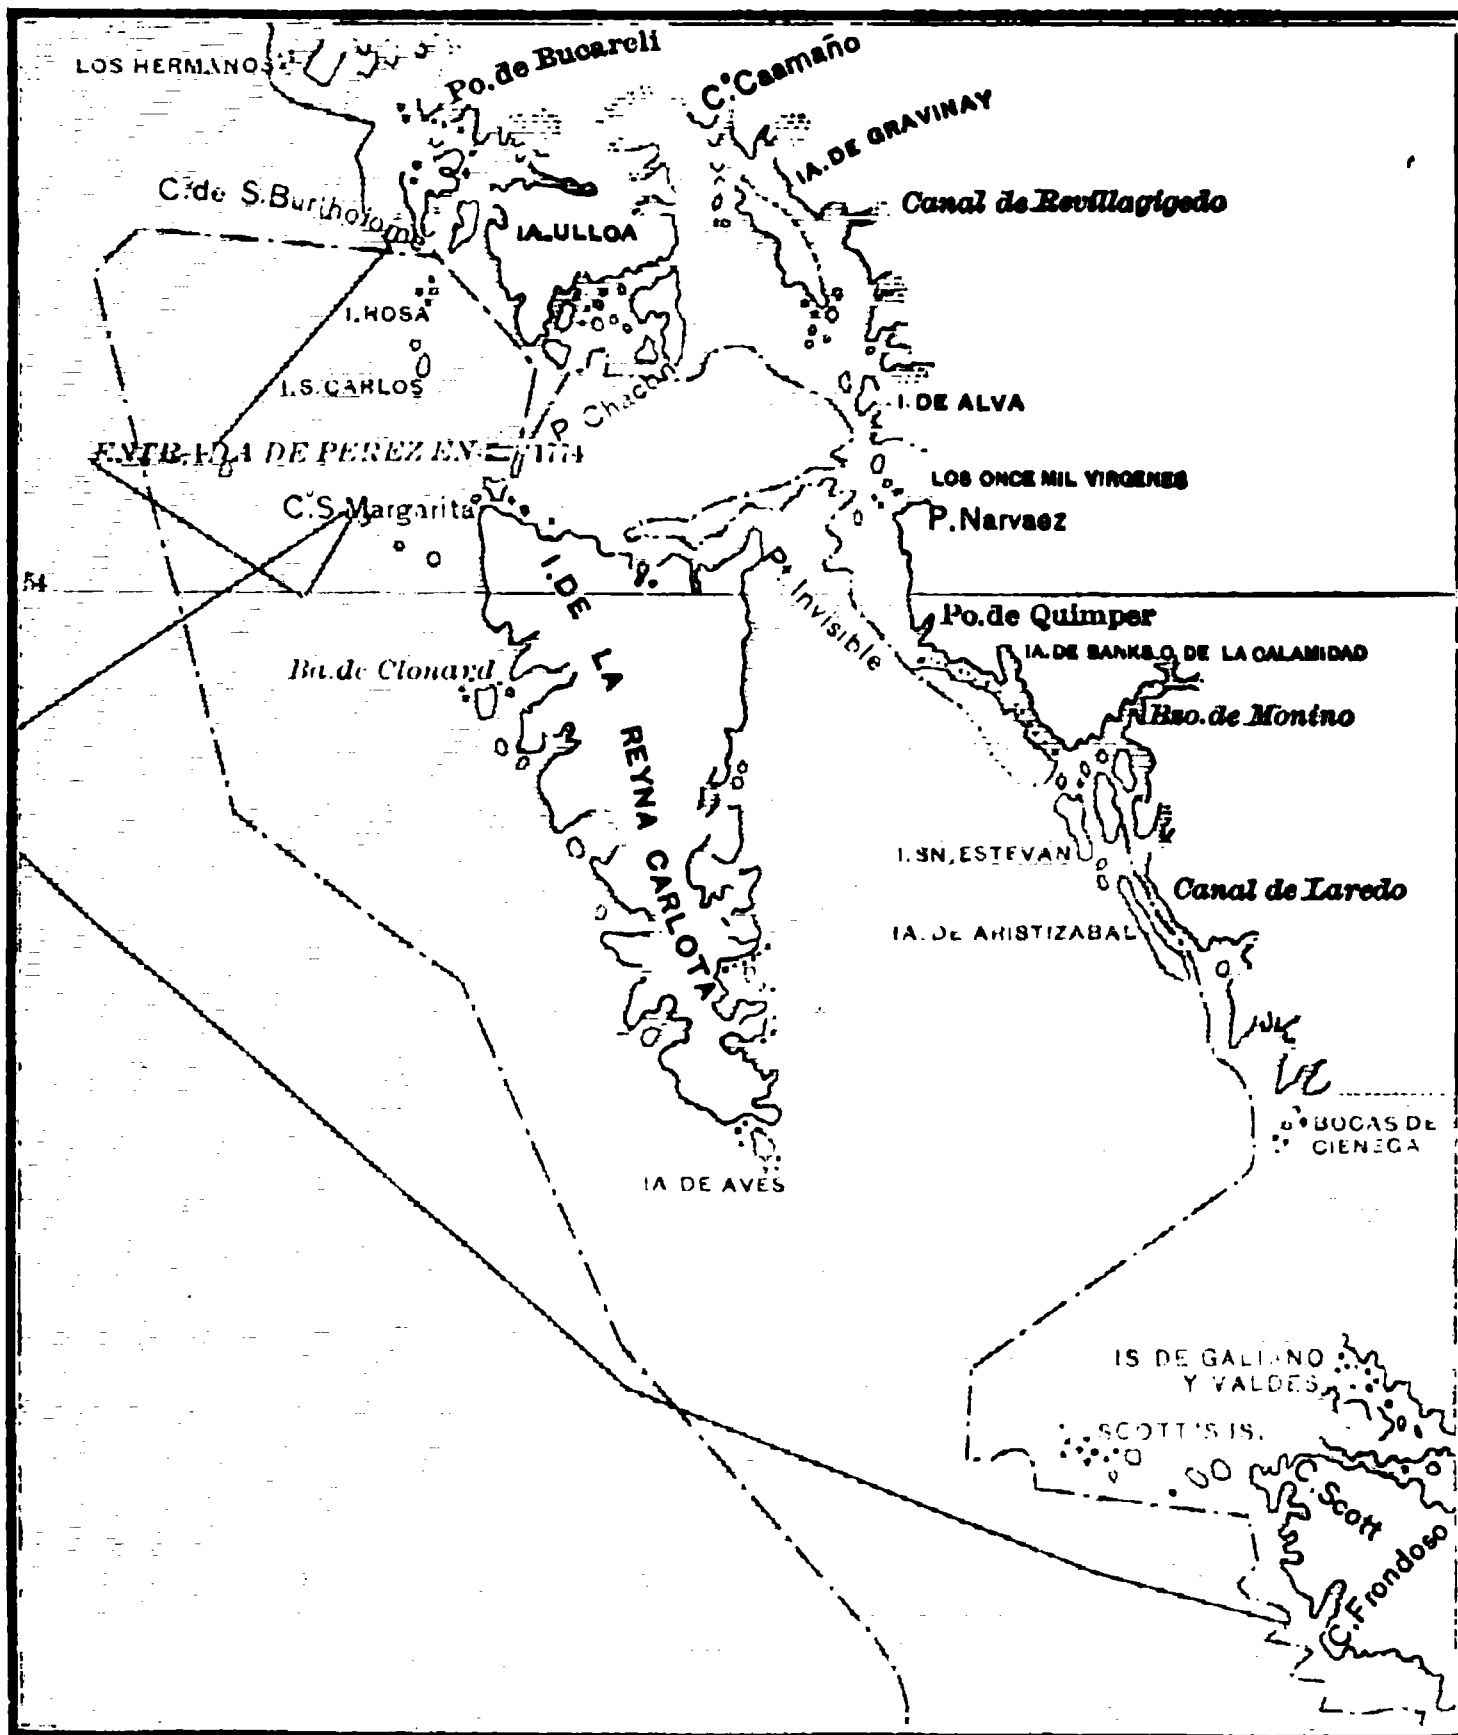 LOS HERMANOS
Po. de Bucareli
C.º Caamaño
IA. DE GRAVINAY
C.º de S. Bartholomé
IA. ULLOA
Canal de Revillagigedo
I. ROSA
I. S. CARLOS
P. Chacon
I. DE ALVA
ENTRADA DE PEREZ EN 1774
LOS ONCE MIL VIRGENES
C.º S. Margarita
P. Narvaez
54
I. DE LA REYNA CARLOTA
Pta. Invisible
Po. de Quimper
IA. DE BANKS O. DE LA CALAMIDAD
Ba. de Clonard
Bzo. de Monino
I. SN, ESTEVAN
Canal de Laredo
IA. DE ARISTIZABAL
BOCAS DE
CIENEGA
IA DE AVES
IS DE GALIANO
Y VALDES
SCOTT'S IS.
C. Scott
C. Frondoso